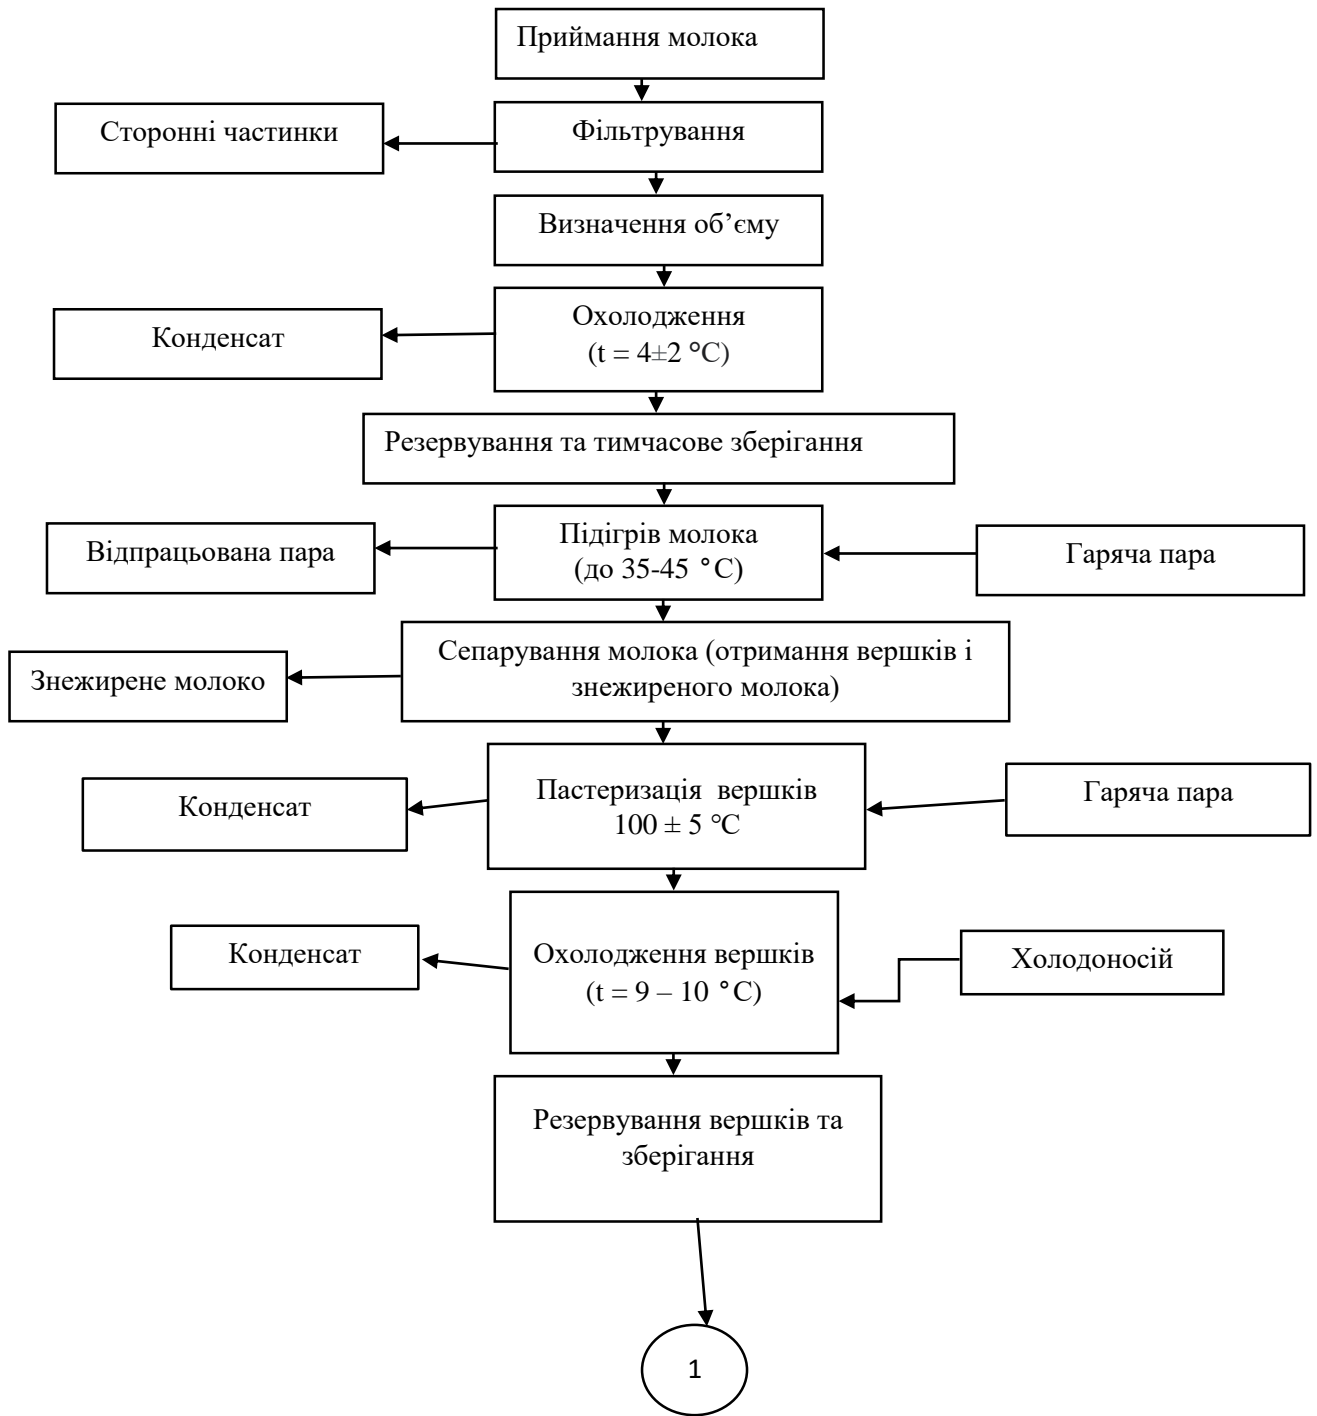 Приймання молока
Сторонні частинки
Фільтрування
Визначення об’єму
Конденсат
Охолодження
(t = 4±2 °C)
Резервування та тимчасове зберігання
Відпрацьована пара
Підігрів молока
(до 35-45 °С)
Гаряча пара
Знежирене молоко
Сепарування молока (отримання вершків і
знежиреного молока)
Конденсат
Пастеризація вершків
100 ± 5 °C
Гаряча пара
Конденсат
Охолодження вершків
(t = 9 – 10 °С)
Холодоносій
Резервування вершків та
зберігання
1